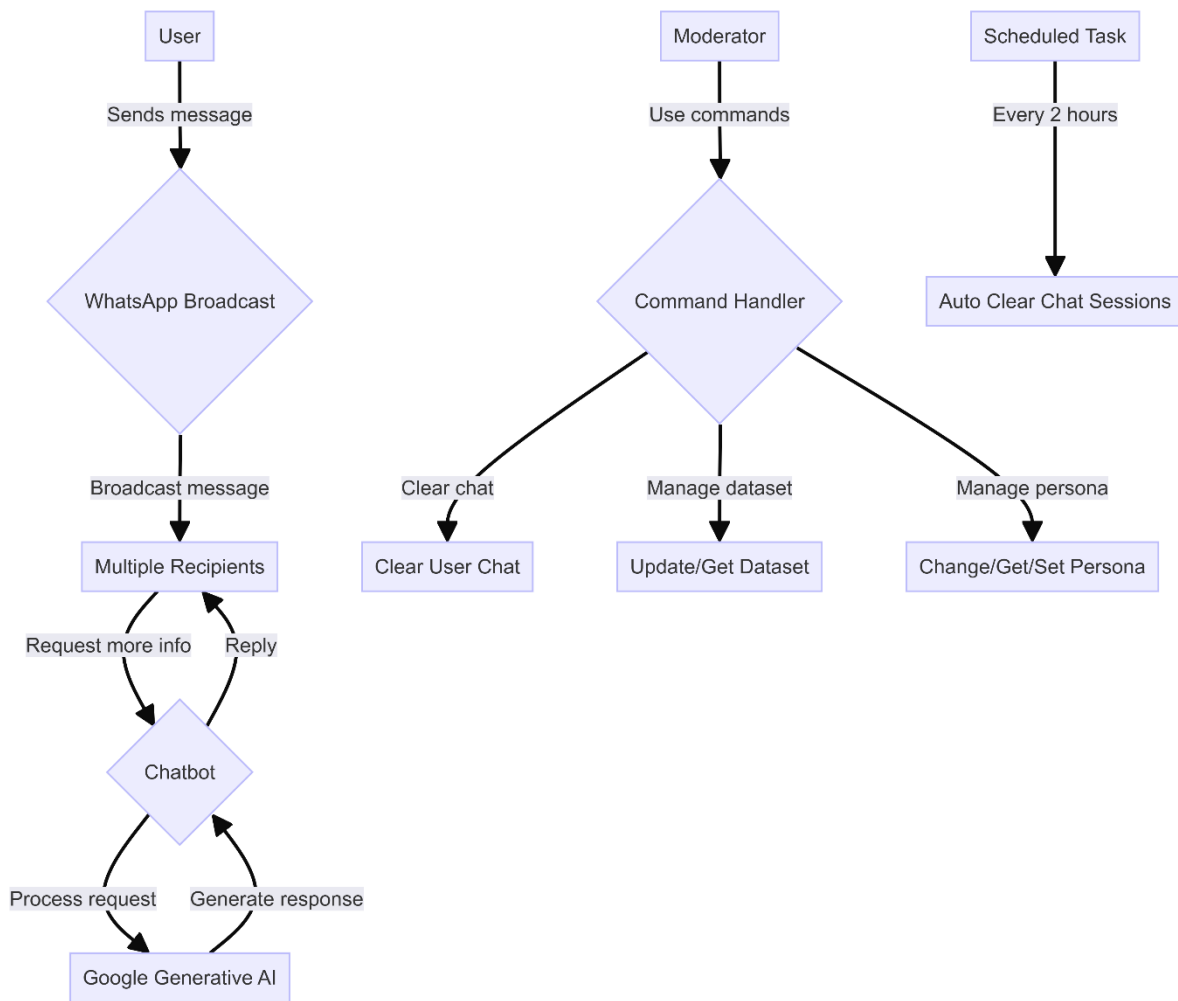 User
Moderator
Scheduled Task
Sends message
Use commands
Every 2 hours
WhatsApp Broadcast
Command Handler
Auto Clear Chat Sessions
Broadcast message
Clear chat
Manage dataset
Manage persona
Multiple Recipients
Clear User Chat
Update/Get Dataset
Change/Get/Set Persona
Request more info
Reply
Chatbot
Process request
Generate response
Google Generative AI